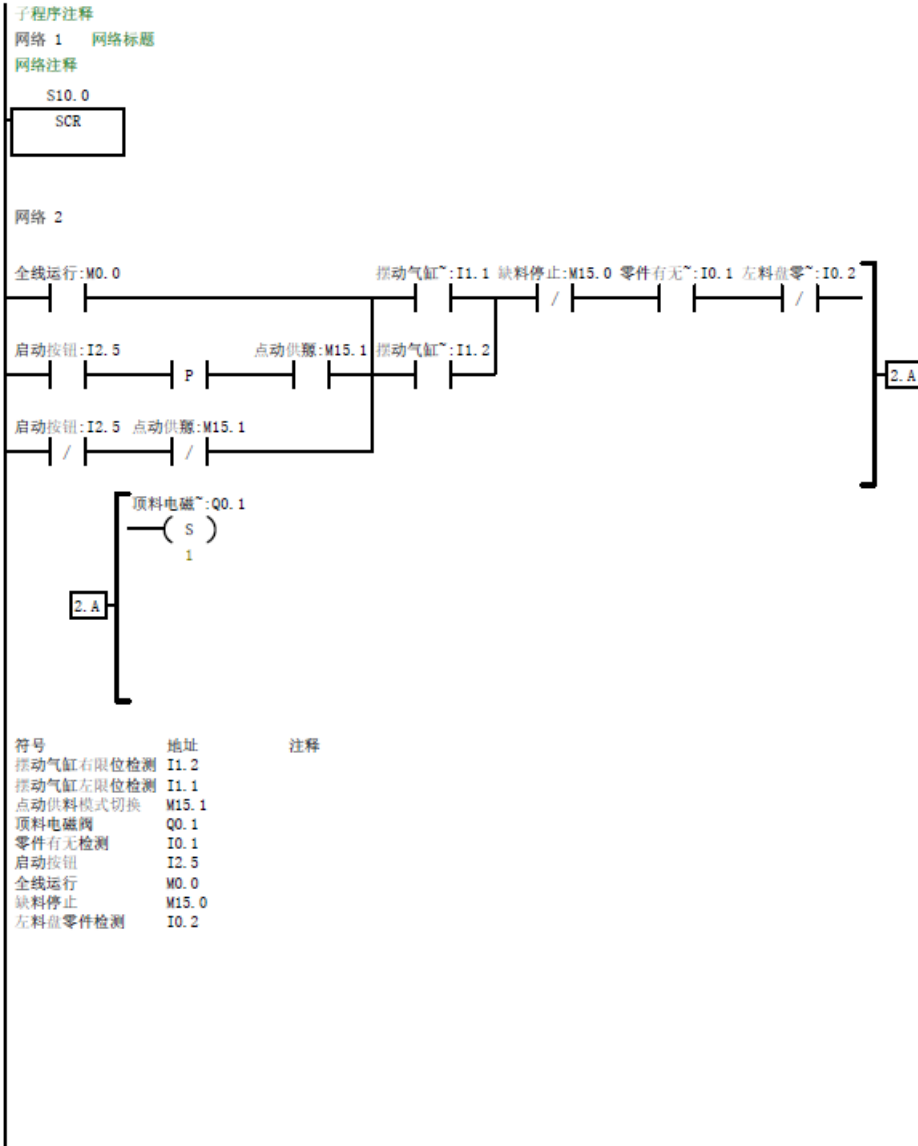 子程序注释
网络 1 网络标题
网络注释
S10.0
SCR
网络 2
全线运行:M0.0 摆动气缸~:I1.1 缺料停止:M15.0 零件有无~:I0.1 左料盘零~:I0.2
/ /
启动按钮:I2.5 点动供:M15.1 摆动气缸~:I1.2
P
2.A
启动按钮:I2.5 点动供:M15.1
/ /
顶料电磁~:Q0.1
S
1
2.A
符号 地址 注释
摆动气缸右限位检测 I1.2
摆动气缸左限位检测 I1.1
点动供料模式切换 M15.1
顶料电磁阀 Q0.1
零件有无检测 I0.1
启动按钮 I2.5
全线运行 M0.0
缺料停止 M15.0
左料盘零件检测 I0.2